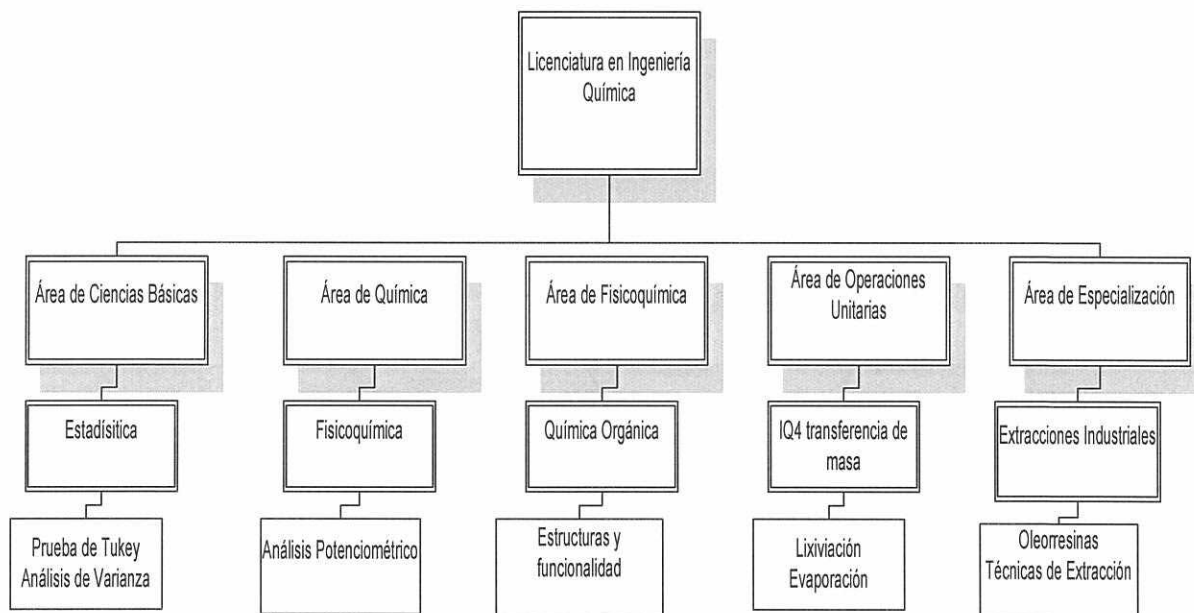 Licenciatura en Ingeniería
Química
Área de Ciencias Básicas
Área de Química
Área de Fisicoquímica
Área de Operaciones
Unitarias
Área de Especialización
Estadísitica
Fisicoquímica
Química Orgánica
IQ4 transferencia de
masa
Extracciones Industriales
Prueba de Tukey
Análisis de Varianza
Análisis Potenciométrico
Estructuras y
funcionalidad
Lixiviación
Evaporación
Oleorresinas
Técnicas de Extracción